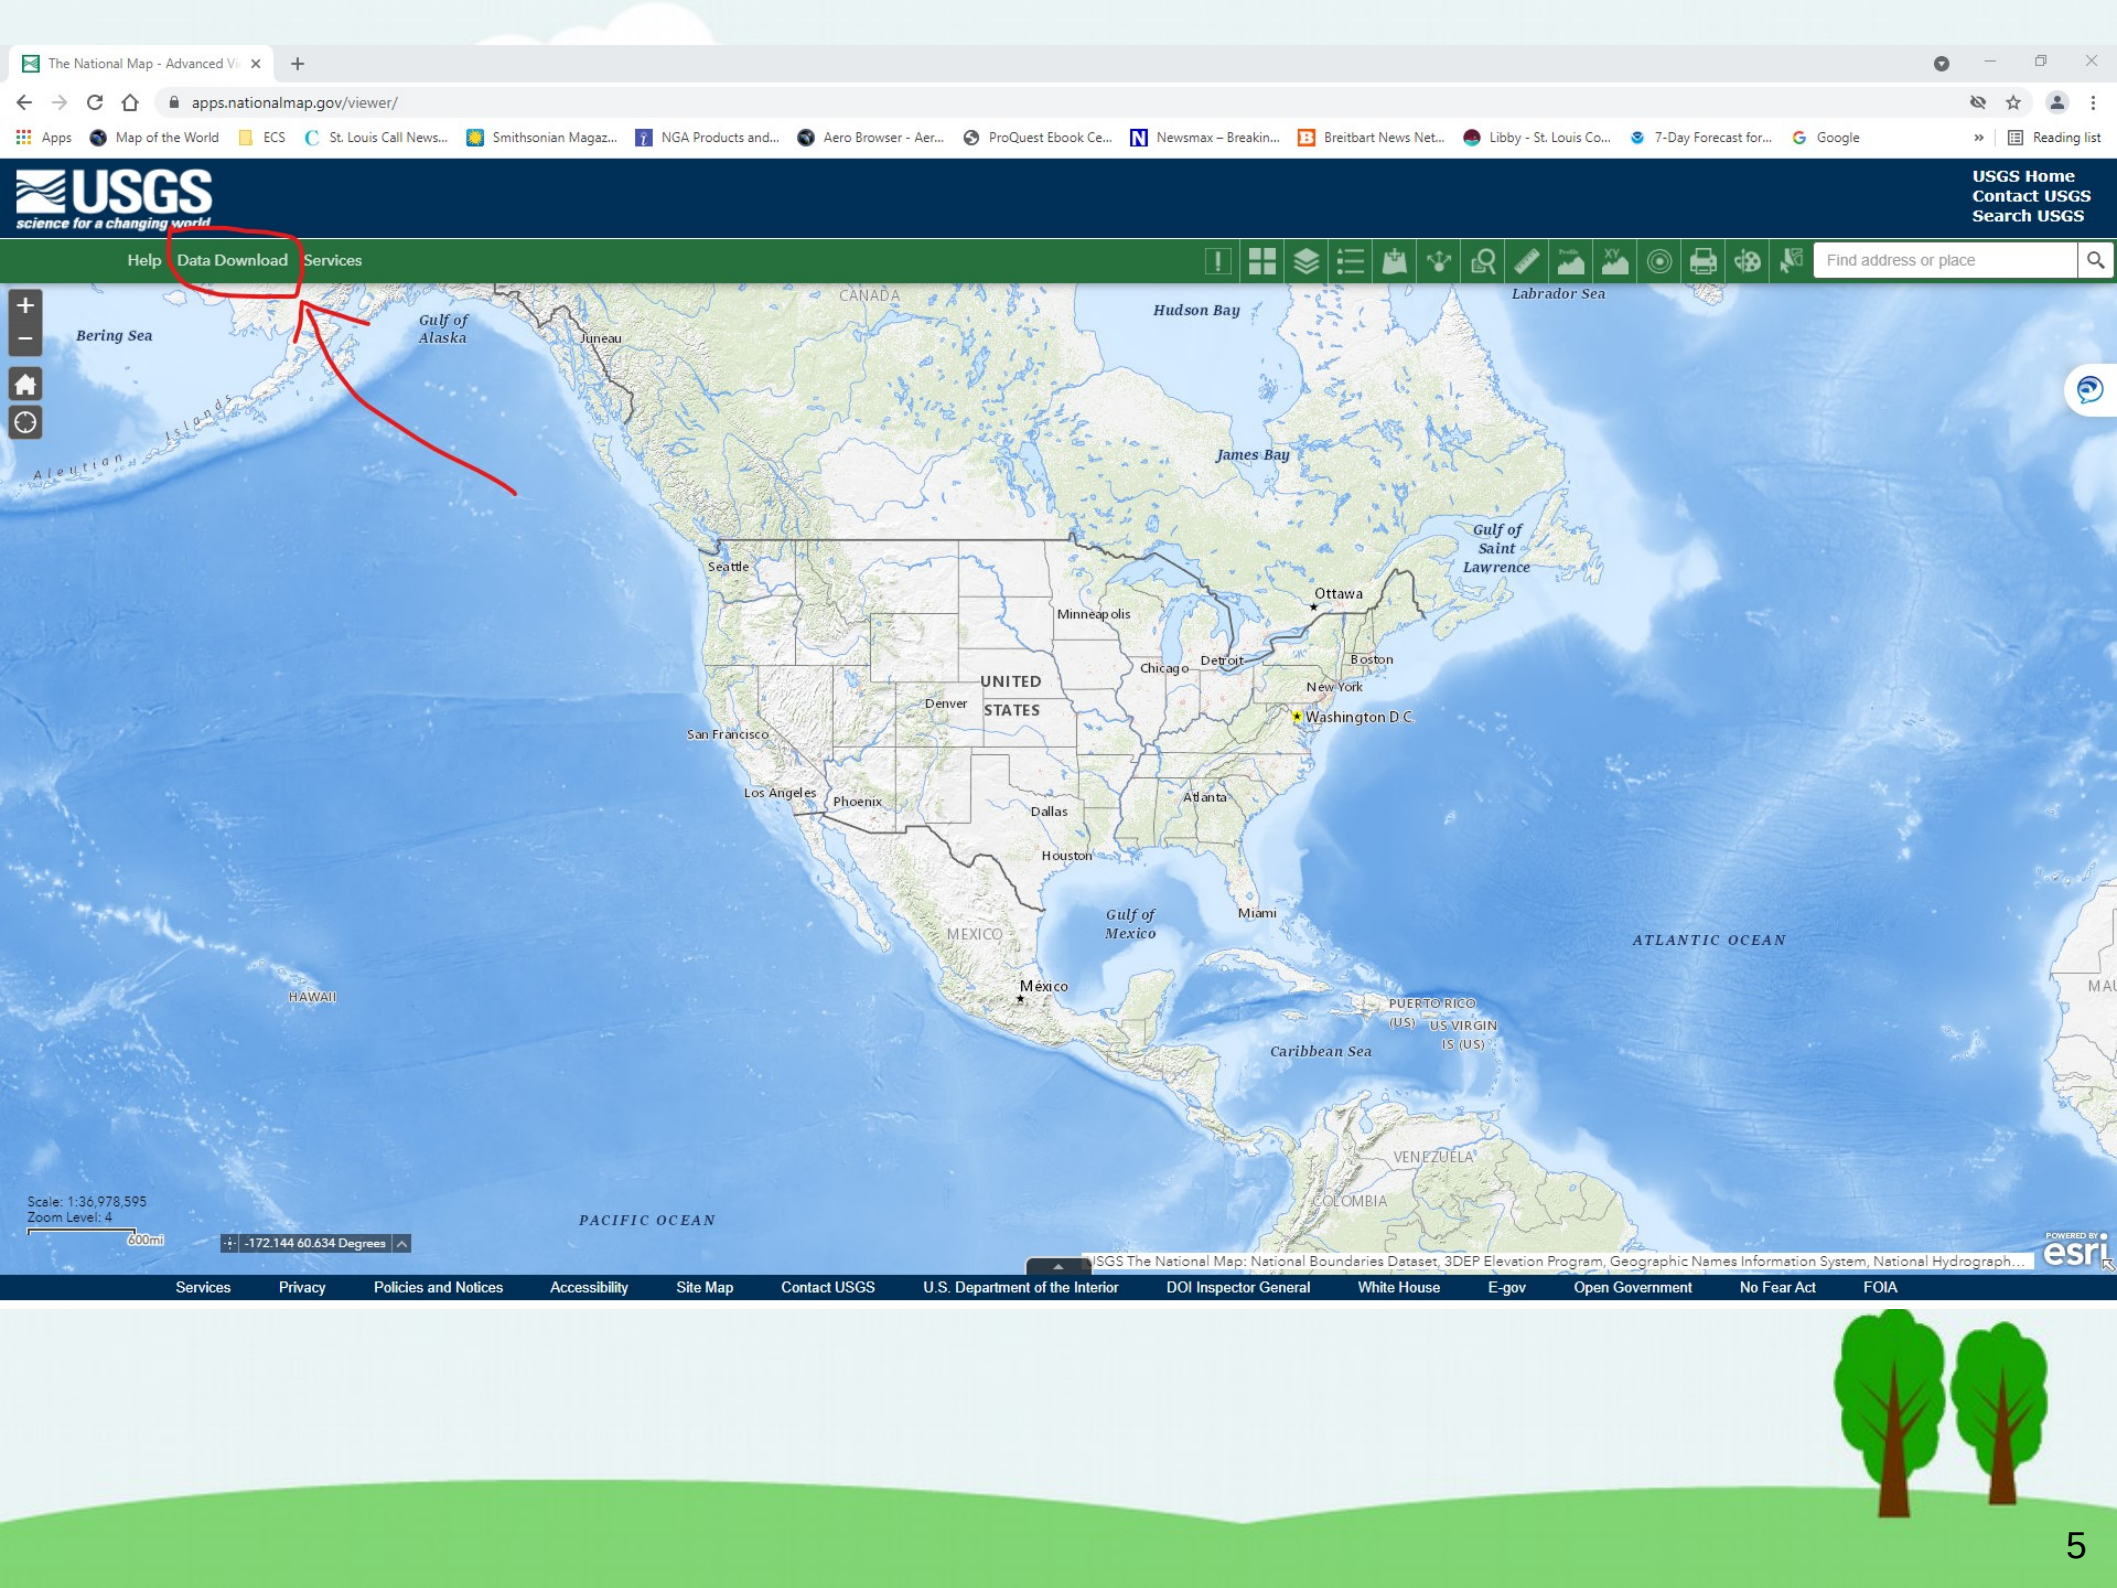 The National Map - Advanced Vi
apps.nationalmap.gov/viewer/
Apps Map of the World ECS St. Louis Call News... Smithsonian Magaz... NGA Products and... Aero Browser - Aer... ProQuest Ebook Ce... Newsmax – Breakin... Breitbart News Net... Libby - St. Louis Co... 7-Day Forecast for... Google » Reading list
USGS
science for a changing world
USGS Home
Contact USGS
Search USGS
Help Data Download Services
Find address or place
CANADA
Labrador Sea
Hudson Bay
Bering Sea
Gulf of
Alaska
Juneau
Aleutian Islands
James Bay
Gulf of
Saint
Lawrence
Seattle
Ottawa
Minneapolis
Chicago
Detroit
Boston
UNITED
STATES
New York
Denver
Washington D.C.
San Francisco
Los Angeles
Phoenix
Atlanta
Dallas
Houston
Gulf of
Mexico
Miami
MEXICO
ATLANTIC OCEAN
HAWAII
México
MAU
PUERTO RICO
(US)
US VIRGIN
IS (US)
Caribbean Sea
VENEZUELA
COLOMBIA
PACIFIC OCEAN
Scale: 1:36,978,595
Zoom Level: 4
600mi
-172.144 60.634 Degrees
USGS The National Map: National Boundaries Dataset, 3DEP Elevation Program, Geographic Names Information System, National Hydrograph...
POWERED BY
esri
Services Privacy Policies and Notices Accessibility Site Map Contact USGS U.S. Department of the Interior DOI Inspector General White House E-gov Open Government No Fear Act FOIA
5